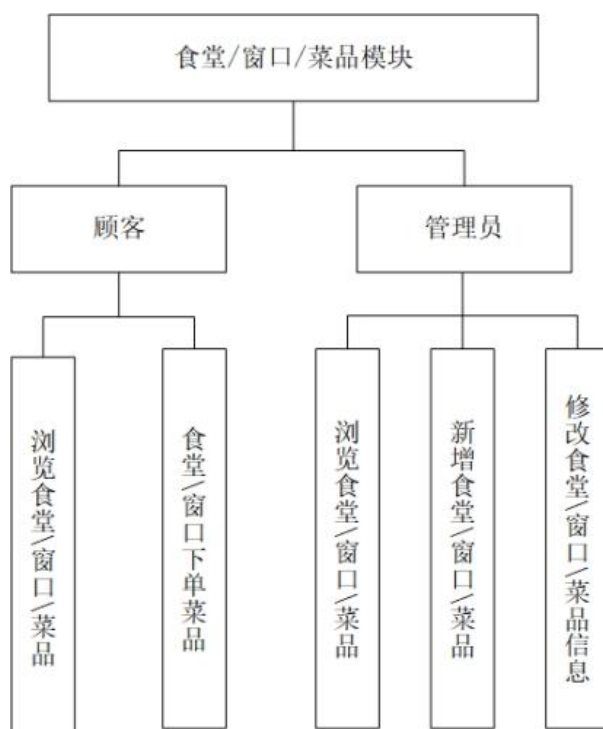 食堂/窗口/菜品模块
顾客
管理员
浏览食堂\窗口\菜品
食堂\窗口下单菜品
浏览食堂\窗口\菜品
新增食堂\窗口\菜品
修改食堂\窗口\菜品信息